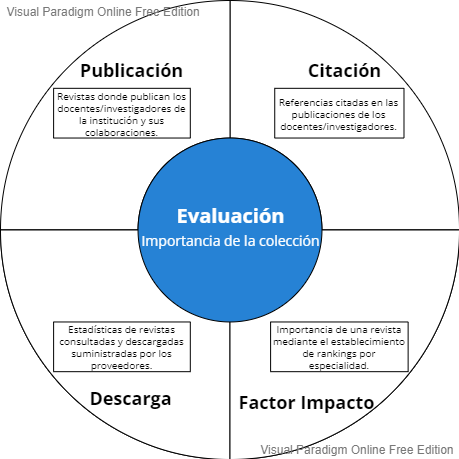 Visual Paradigm Online Free Edition
Publicación
Revistas donde publican los
docentes/investigadores de
la institución y sus
colaboraciones.
Citación
Referencias citadas en las
publicaciones de los
docentes/investigadores.
Evaluación
Importancia de la colección
Estadísticas de revistas
consultadas y descargadas
suministradas por los
proveedores.
Descarga
Importancia de una revista
mediante el establecimiento
de rankings por
especialidad.
Factor Impacto
Visual Paradigm Online Free Edition